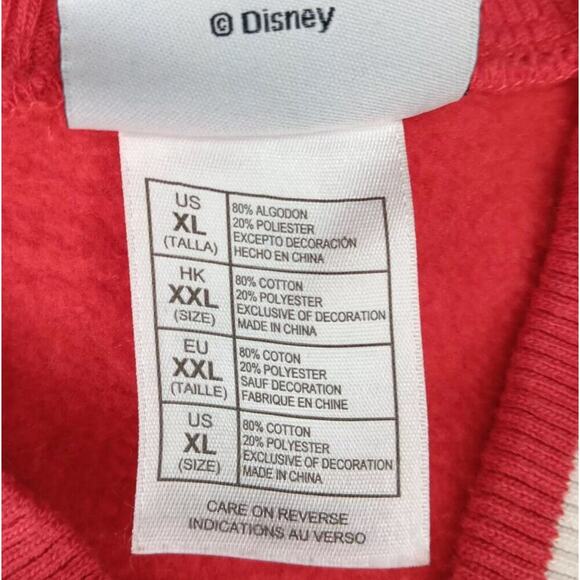 © Disney
US
XL
(TALLA)
80% ALGODON
20% POLIESTER
EXCEPTO DECORACIÓN
HECHO EN CHINA
HK
XXL
(SIZE)
80% COTTON
20% POLYESTER
EXCLUSIVE OF DECORATION
MADE IN CHINA
EU
XXL
(TAILLE)
80% COTON
20% POLYESTER
SAUF DECORATION
FABRIQUE EN CHINE
US
XL
(SIZE)
80% COTTON
20% POLYESTER
EXCLUSIVE OF DECORATION
MADE IN CHINA
CARE ON REVERSE
INDICATIONS AU VERSO